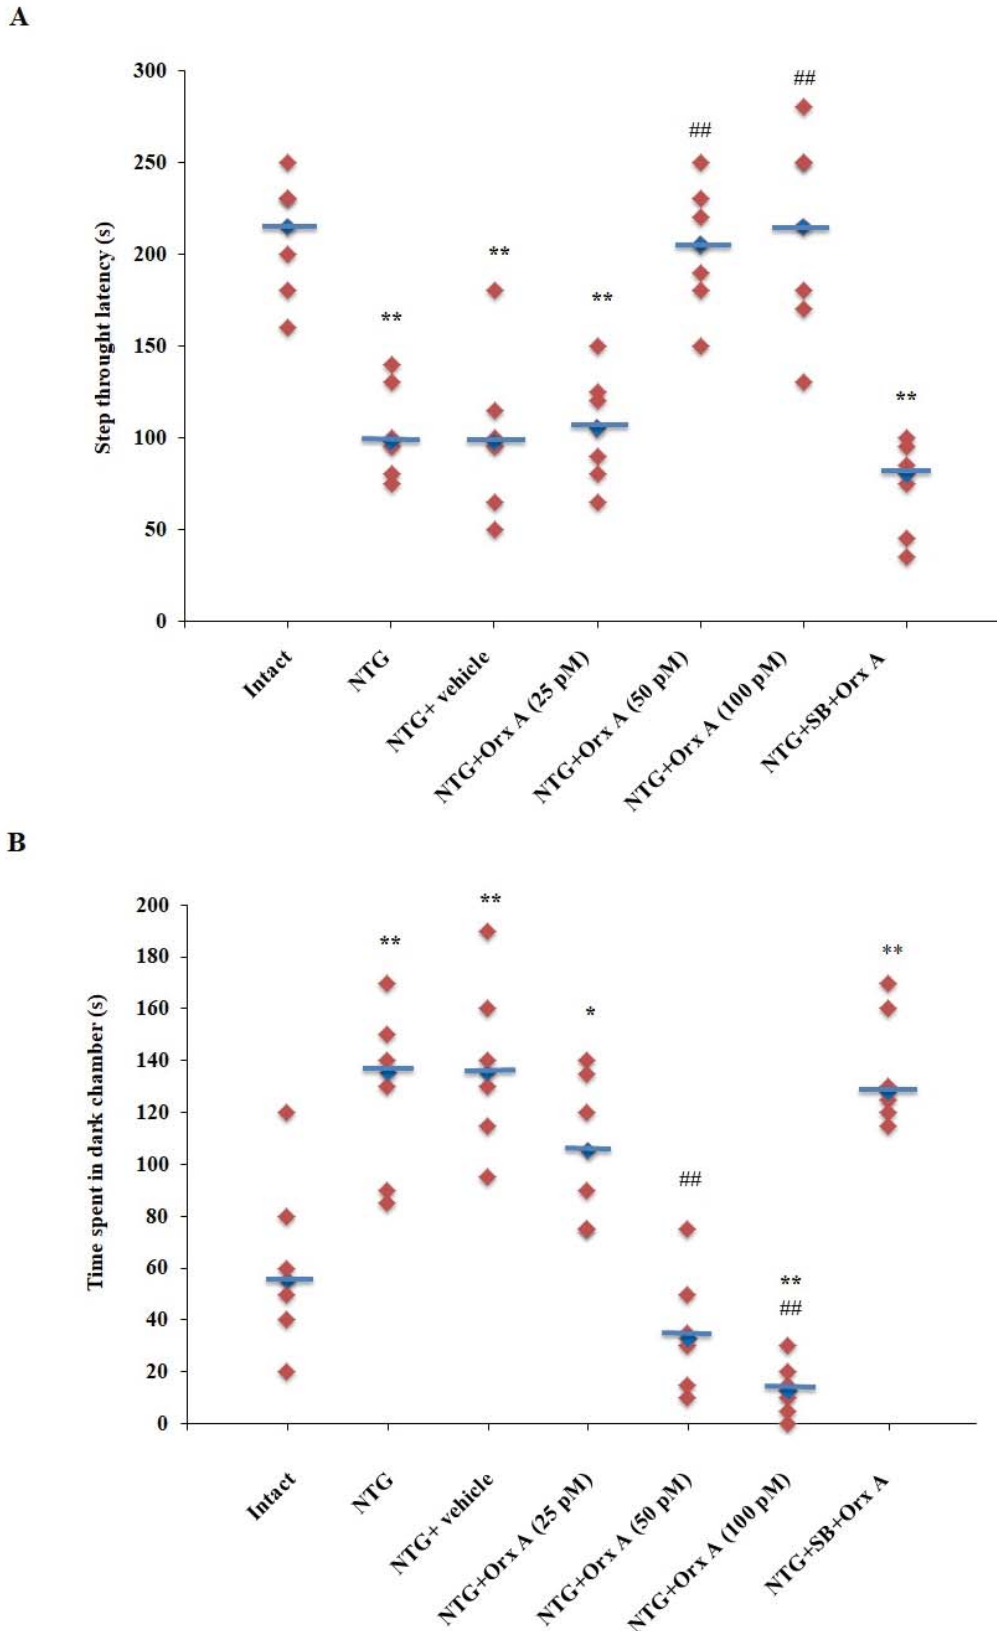 A
300
##
##
250
**
200
**
**
150
**
100
50
0
Step throught latency (s)
Intact
NTG
NTG+ vehicle
NTG+Orx A (25 pM)
NTG+Orx A (50 pM)
NTG+Orx A (100 pM)
NTG+SB+Orx A
B
200
**
**
180
**
160
*
140
120
100
##
80
60
**
##
40
20
0
Time spent in dark chamber (s)
Intact
NTG
NTG+ vehicle
NTG+Orx A (25 pM)
NTG+Orx A (50 pM)
NTG+Orx A (100 pM)
NTG+SB+Orx A